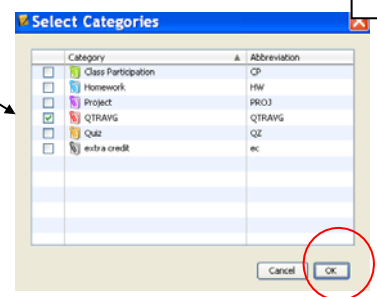 Select Categories
Category Abbreviation
Class Participation CP
Homework HW
Project PROJ
QTRAVG QTRAVG
Quiz QZ
extra credit ec
Cancel OK